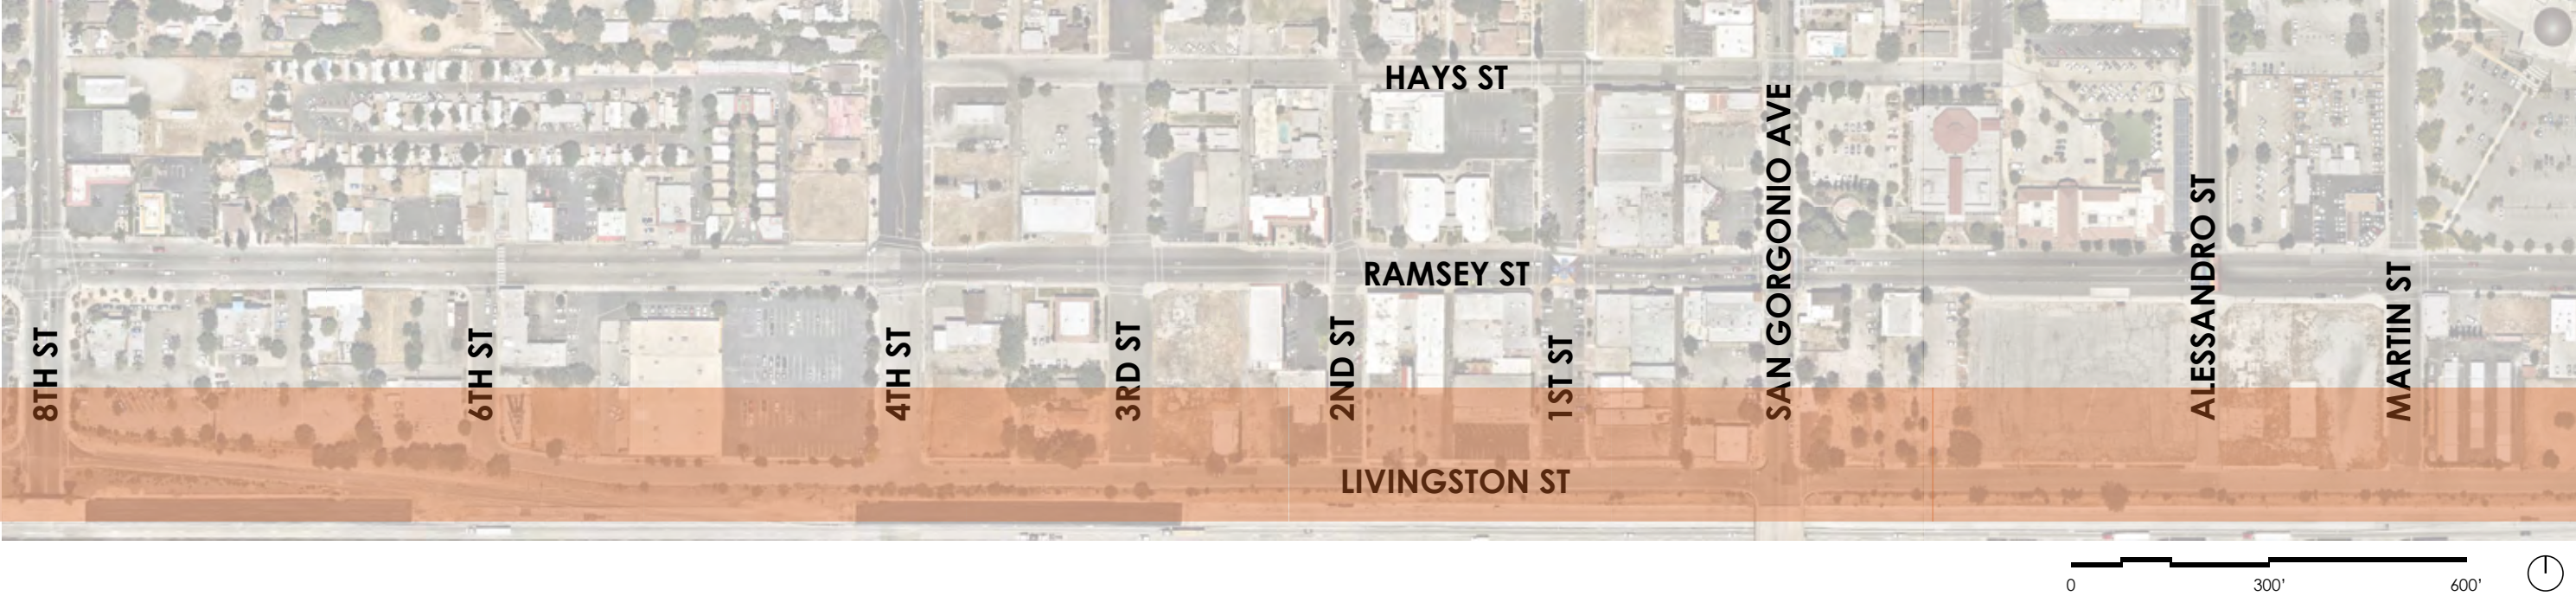 HAYS ST
RAMSEY ST
8TH ST
6TH ST
4TH ST
3RD ST
2ND ST
1ST ST
SAN GORGONIO AVE
ALESSANDRO ST
MARTIN ST
LIVINGSTON ST
0 300' 600'